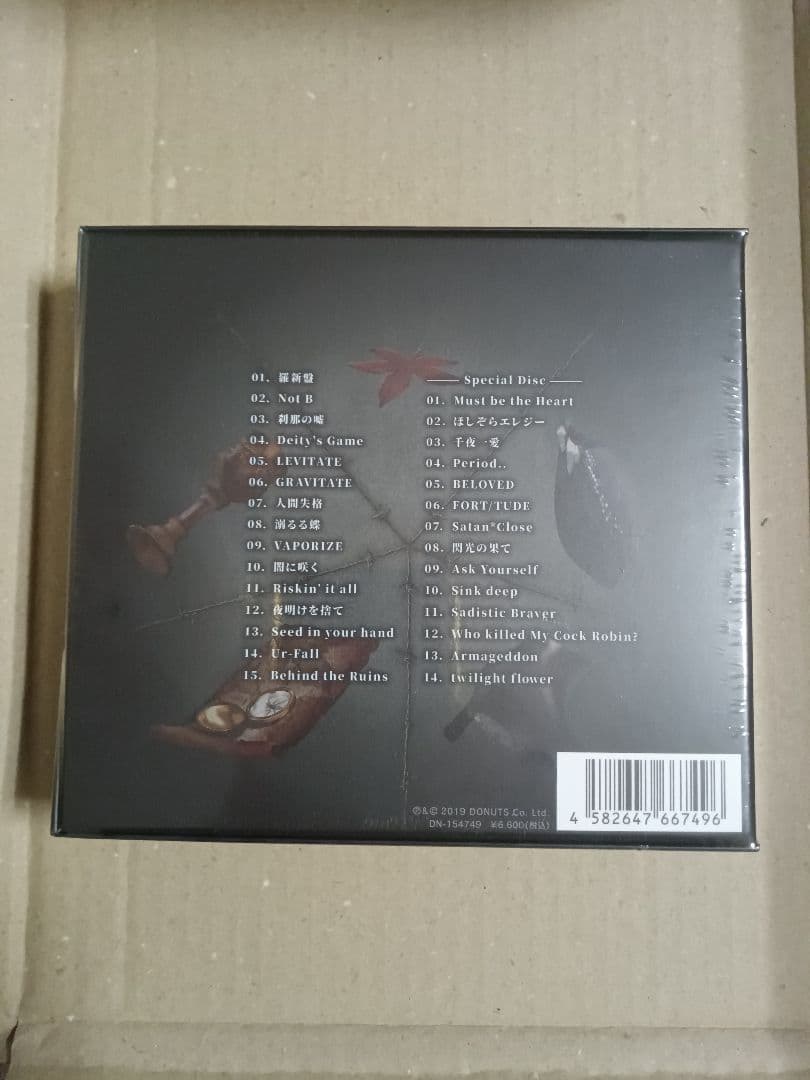 01. 羅新盤
02. Not B
03. 刹那の嘘
04. Deity's Game
05. LEVITATE
06. GRAVITATE
07. 人間失格
08. 溺るる蝶
09. VAPORIZE
10. 闇に咲く
11. Riskin' it all
12. 夜明けを捨て
13. Seed in your hand
14. Ur-Fall
15. Behind the Ruins
Special Disc
01. Must be the Heart
02. ほしぞらエレジー
03. 千夜一愛
04. Period..
05. BELOVED
06. FORT/TUDE
07. Satan*Close
08. 閃光の果て
09. Ask Yourself
10. Sink deep
11. Sadistic Braver
12. Who killed My Cock Robin?
13. Armageddon
14. twilight flower
℗&© 2019 DONUTS Co. Ltd.
DN-154749 ¥6,600(税込)
4 582647 667496